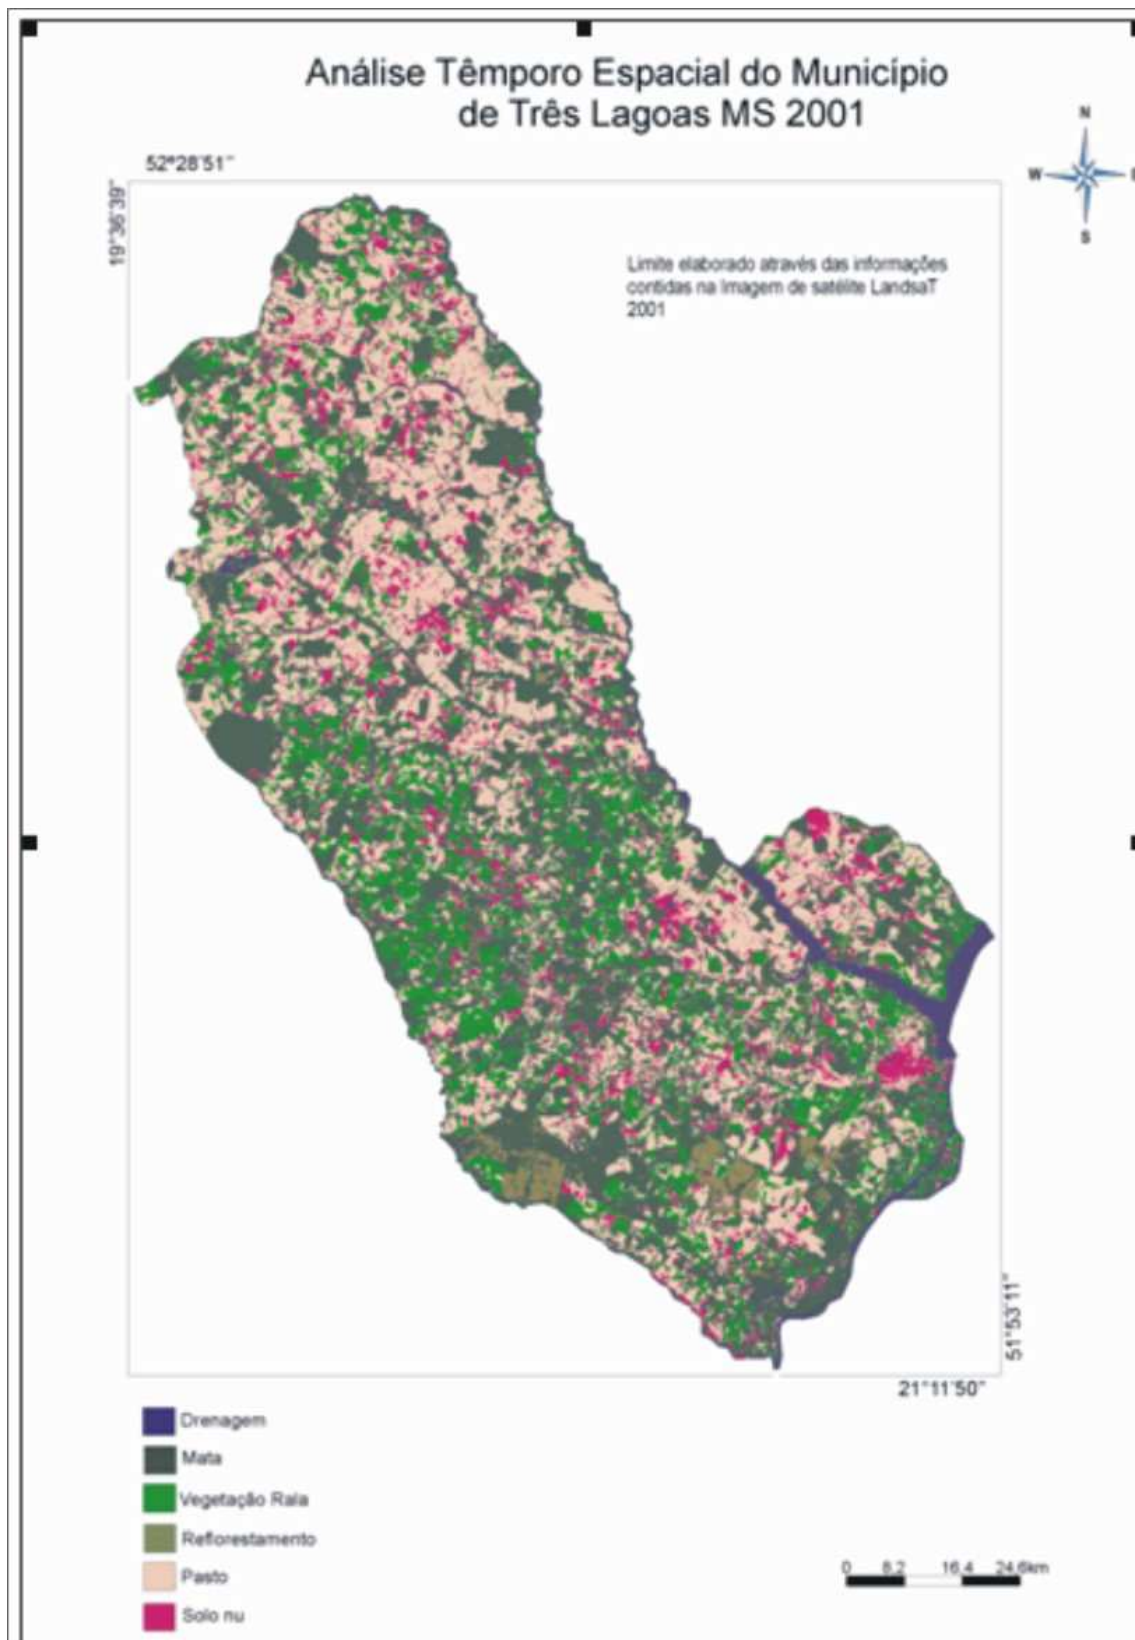 Análise Têmporo Espacial do Município
de Três Lagoas MS 2001
N
52°28'51"
W
S
19°36'39"
Limite elaborado através das informações
contidas na Imagem de satélite LandsaT
2001
51°53'11"
21°11'50"
Drenagem
Mata
Vegetação Rala
Reflorestamento
Pasto
Solo nu
0 8,2 16,4 24,6km